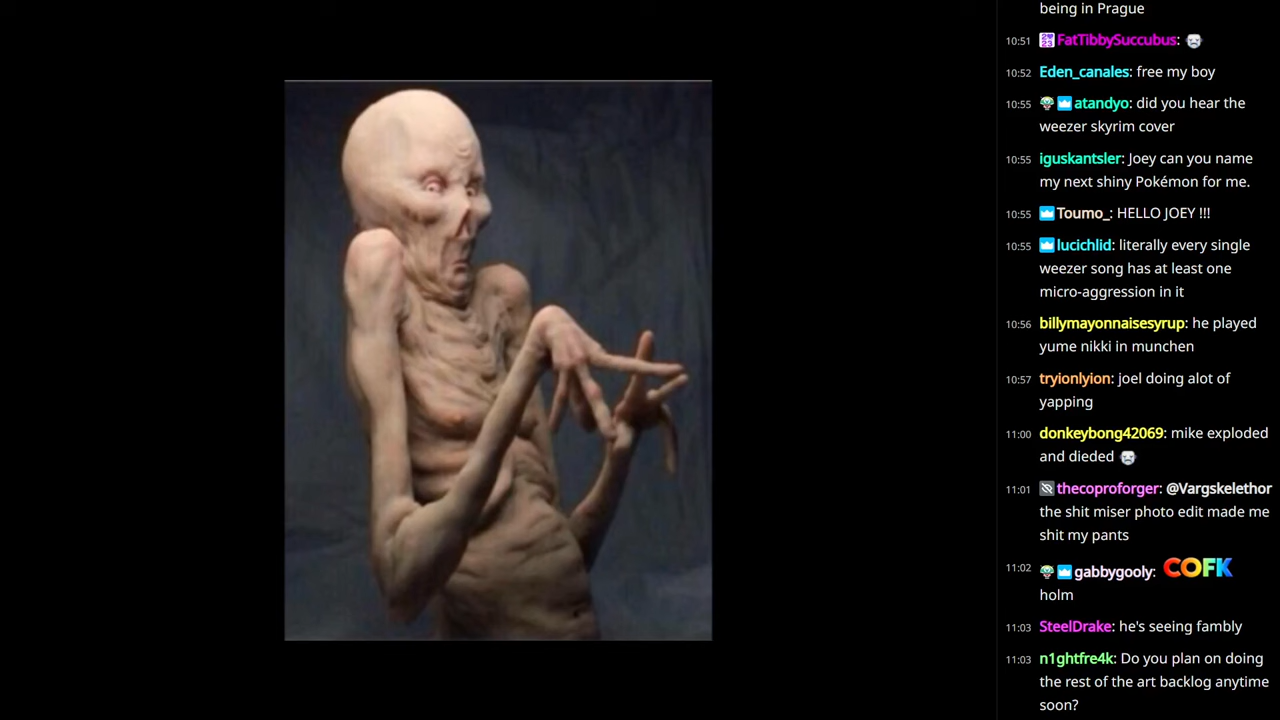 being in Prague
10:51 FatTibbySuccubus:
10:52 Eden_canales: free my boy
10:55 atandyo: did you hear the
weezer skyrim cover
10:55 iguskantsler: Joey can you name
my next shiny Pokémon for me.
10:55 Toumo_: HELLO JOEY !!!
10:55 lucichlid: literally every single
weezer song has at least one
micro-aggression in it
10:56 billymayonnaisesyrup: he played
yume nikki in munchen
10:57 tryionlyion: joel doing alot of
yapping
11:00 donkeybong42069: mike exploded
and dieded
11:01 thecoproforger: @Vargskelethor
the shit miser photo edit made me
shit my pants
11:02 gabbygooly: COFK
holm
11:03 SteelDrake: he's seeing fambly
11:03 n1ghtfre4k: Do you plan on doing
the rest of the art backlog anytime
soon?